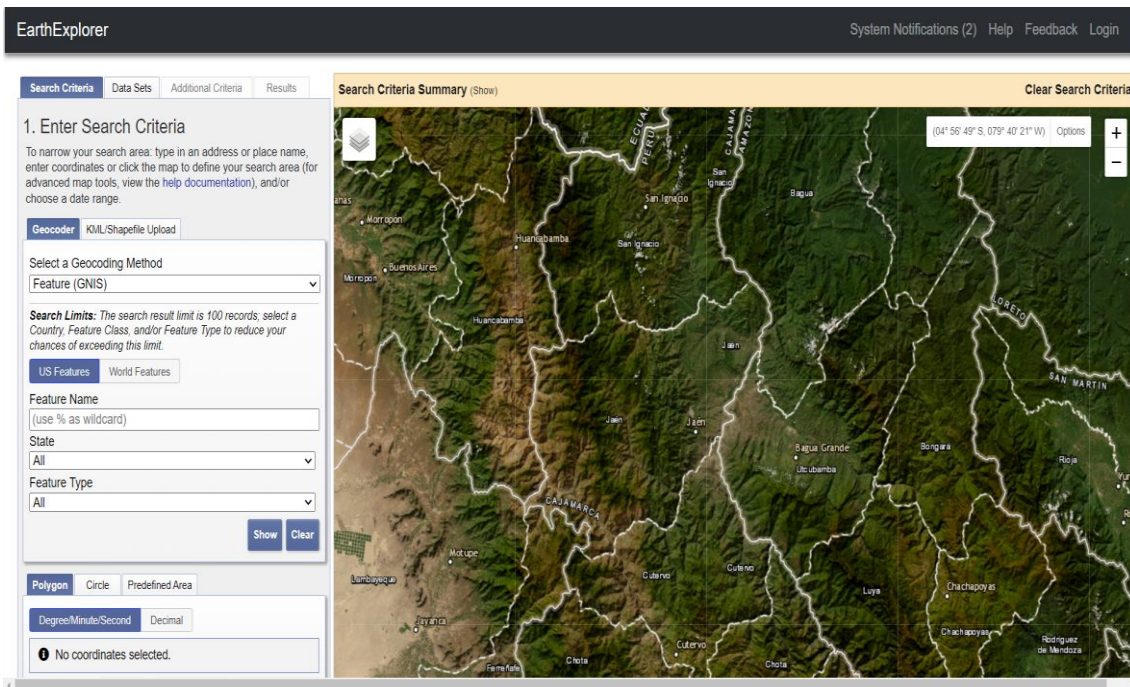 EarthExplorer
System Notifications (2) Help Feedback Login
Search Criteria Data Sets Additional Criteria Results
1. Enter Search Criteria
To narrow your search area: type in an address or place name,
enter coordinates or click the map to define your search area (for
advanced map tools, view the help documentation), and/or
choose a date range.
Geocoder KML/Shapefile Upload
Select a Geocoding Method
Feature (GNIS)
Search Limits: The search result limit is 100 records; select a
Country, Feature Class, and/or Feature Type to reduce your
chances of exceeding this limit.
US Features World Features
Feature Name
(use % as wildcard)
State
All
Feature Type
All
Show Clear
Polygon Circle Predefined Area
Degree/Minute/Second Decimal
No coordinates selected.
Search Criteria Summary (Show)
Clear Search Criteria
(04° 56' 49" S, 079° 40' 21" W) Options
+
−
PERU
San
Ignacio
San Ignacio
Bagua
Morropon
Huancabamba
San Ignacio
Buenos Aires
Morropon
LORETO
Huancabamba
Jaen
SAN MARTIN
Jaen
Jaén
Bagua Grande
Utcubamba
Bongara
Rioja
CAJAMARCA
Motupe
Lambayeque
Cutervo
Cutervo
Luya
Chachapoyas
Jayanca
Chachapoyas
Cutervo
Rodriguez
de Mendoza
Ferreñafe
Chota
Chota